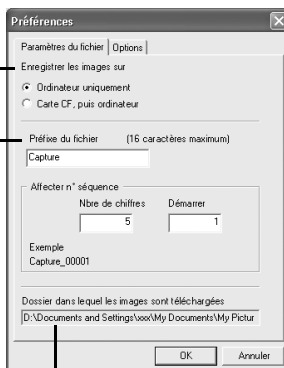 Préférences
Paramètres du fichier Options
Enregistrer les images sur
Ordinateur uniquement
Carte CF, puis ordinateur
Préfixe du fichier (16 caractères maximum)
Capture
Affecter n° séquence
Nbre de chiffres Démarrer
5 1
Exemple
Capture_00001
Dossier dans lequel les images sont téléchargées
D:\Documents and Settings\xxx\My Documents\My Pictur
OK Annuler